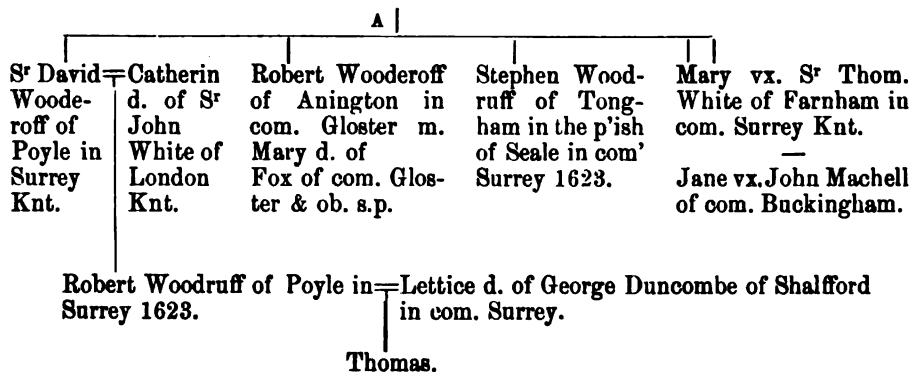 A
Sr David
Woode-
roff of
Poyle in
Surrey
Knt.
Catherin
d. of Sr
John
White of
London
Knt.
Robert Wooderoff
of Anington in
com. Gloster m.
Mary d. of
Fox of com. Glos-
ter & ob. s.p.
Stephen Wood-
ruff of Tong-
ham in the p'ish
of Seale in com'
Surrey 1623.
Mary vx. Sr Thom.
White of Farnham in
com. Surrey Knt.
—
Jane vx. John Machell
of com. Buckingham.
Robert Woodruff of Poyle in
Surrey 1623.
Lettice d. of George Duncombe of Shalfford
in com. Surrey.
Thomas.